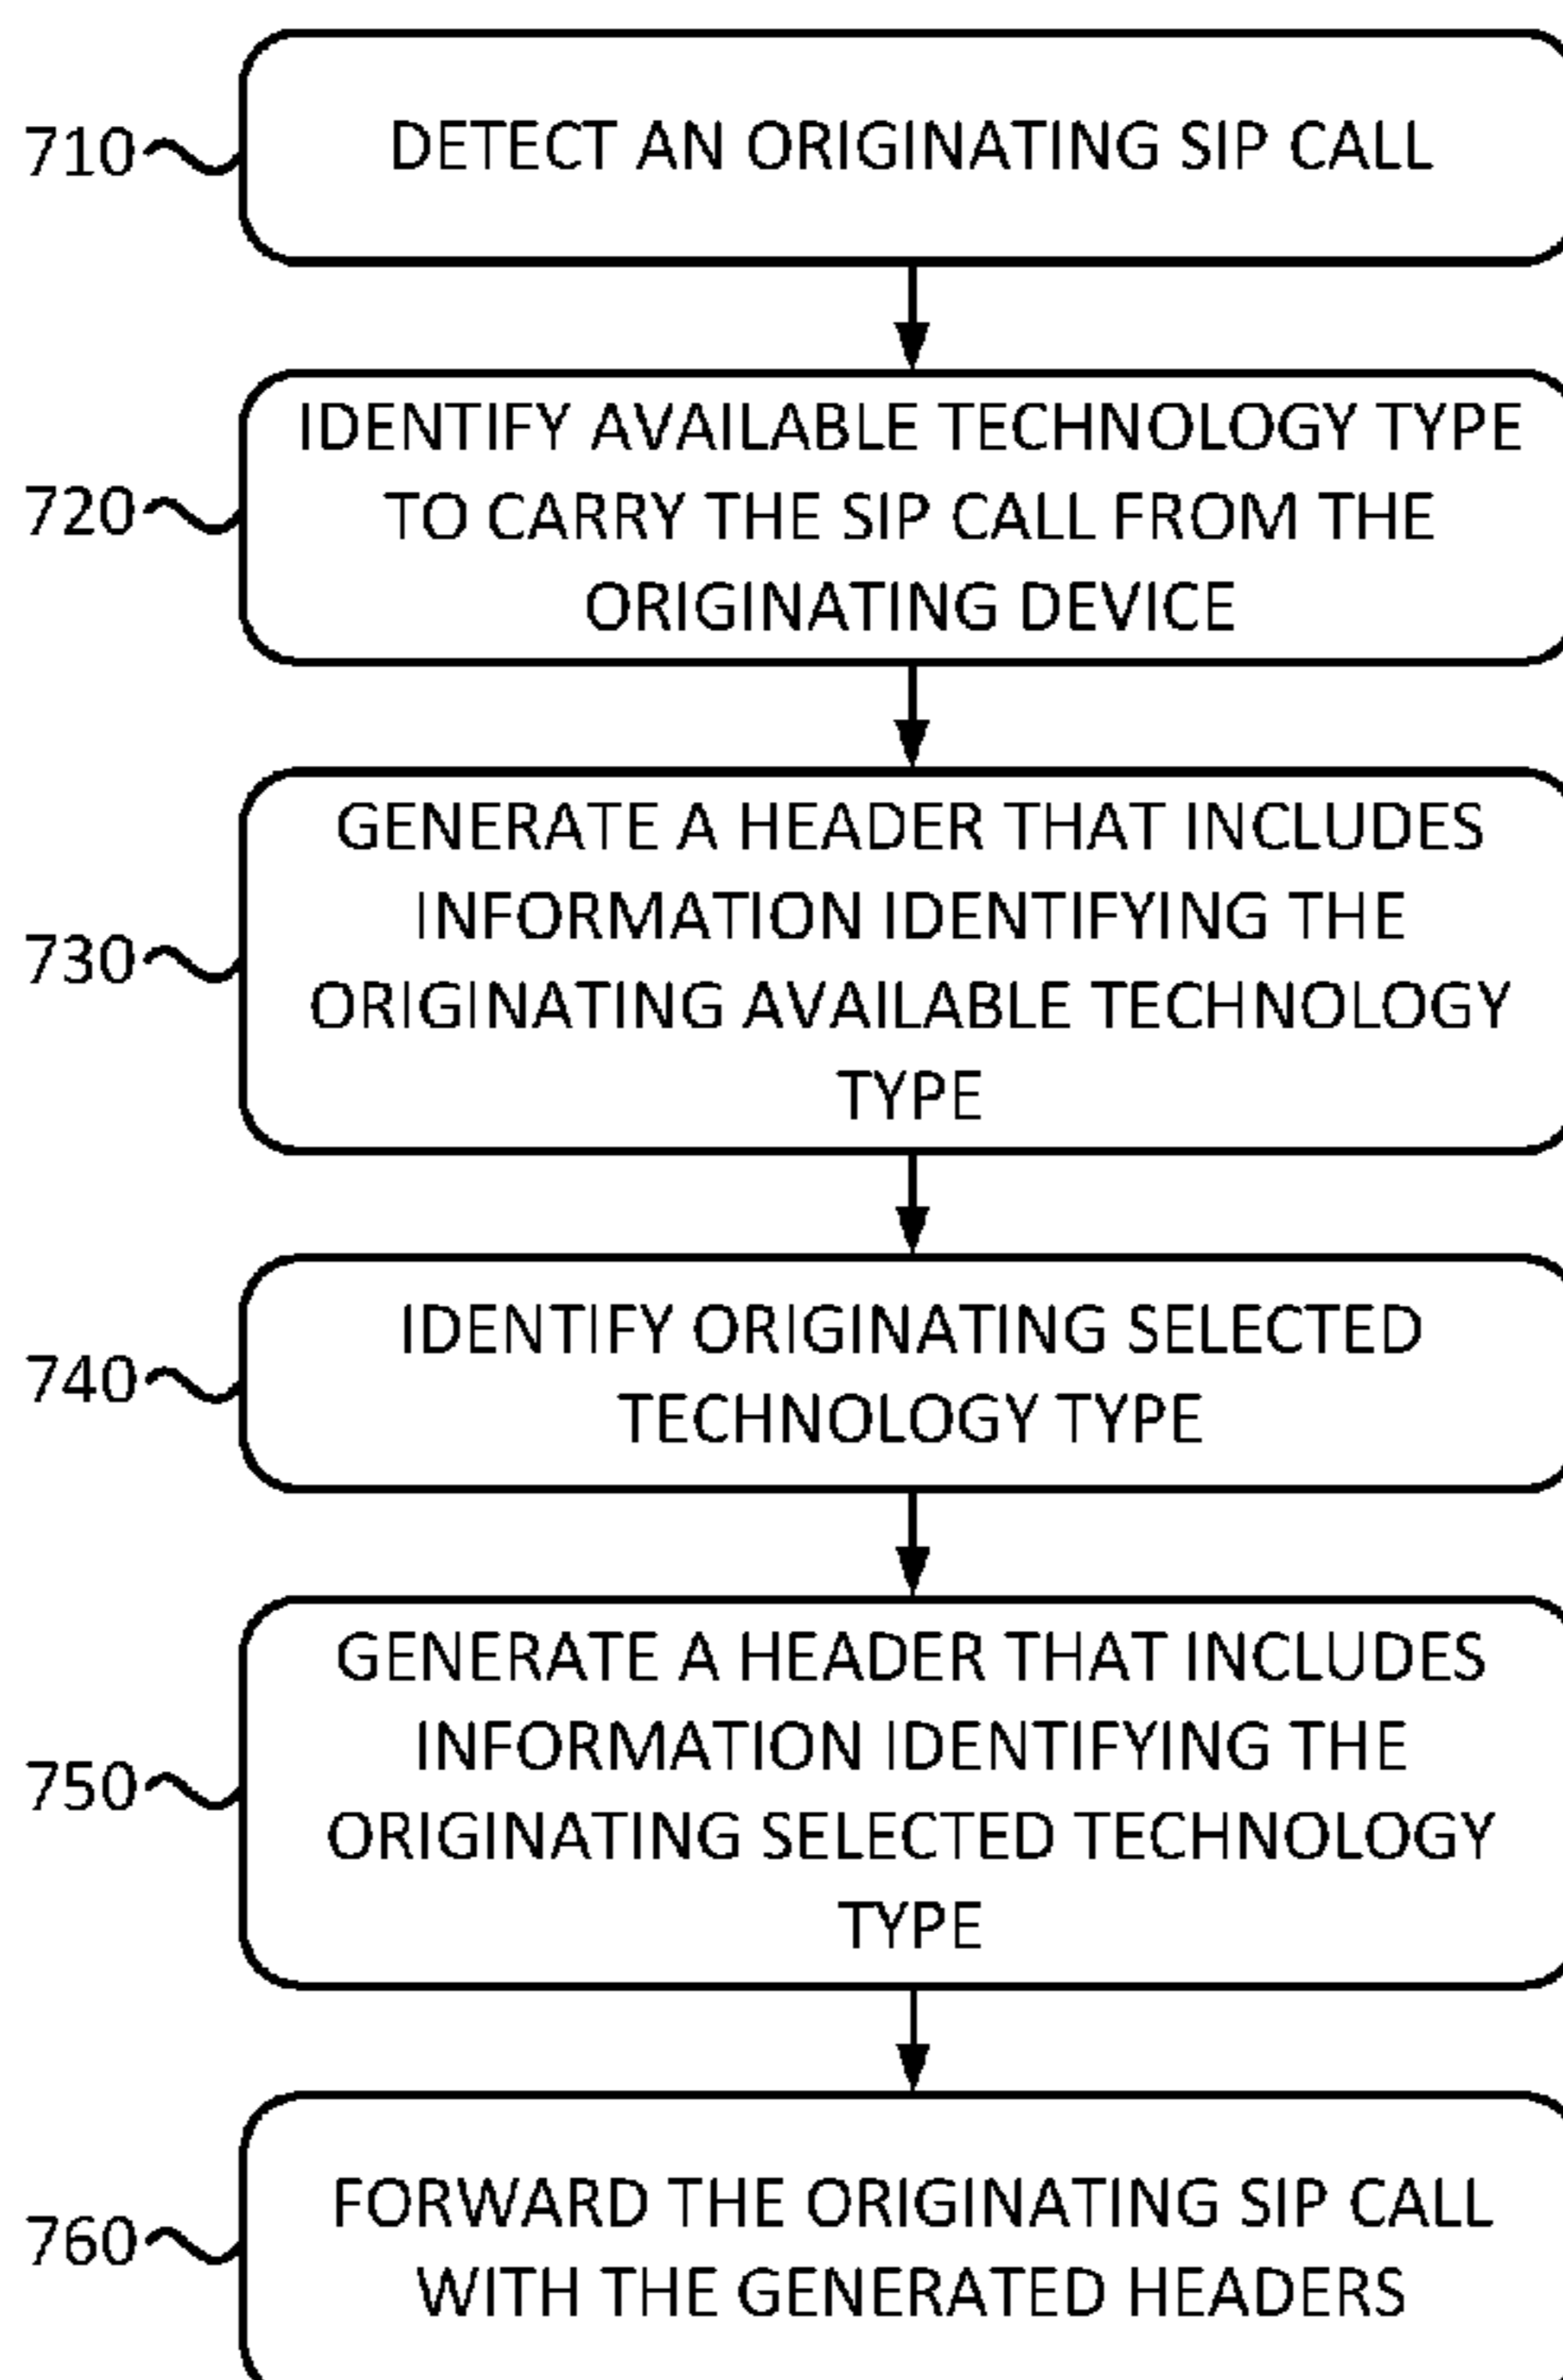 710
DETECT AN ORIGINATING SIP CALL
720
IDENTIFY AVAILABLE TECHNOLOGY TYPE
TO CARRY THE SIP CALL FROM THE
ORIGINATING DEVICE
730
GENERATE A HEADER THAT INCLUDES
INFORMATION IDENTIFYING THE
ORIGINATING AVAILABLE TECHNOLOGY
TYPE
740
IDENTIFY ORIGINATING SELECTED
TECHNOLOGY TYPE
750
GENERATE A HEADER THAT INCLUDES
INFORMATION IDENTIFYING THE
ORIGINATING SELECTED TECHNOLOGY
TYPE
760
FORWARD THE ORIGINATING SIP CALL
WITH THE GENERATED HEADERS